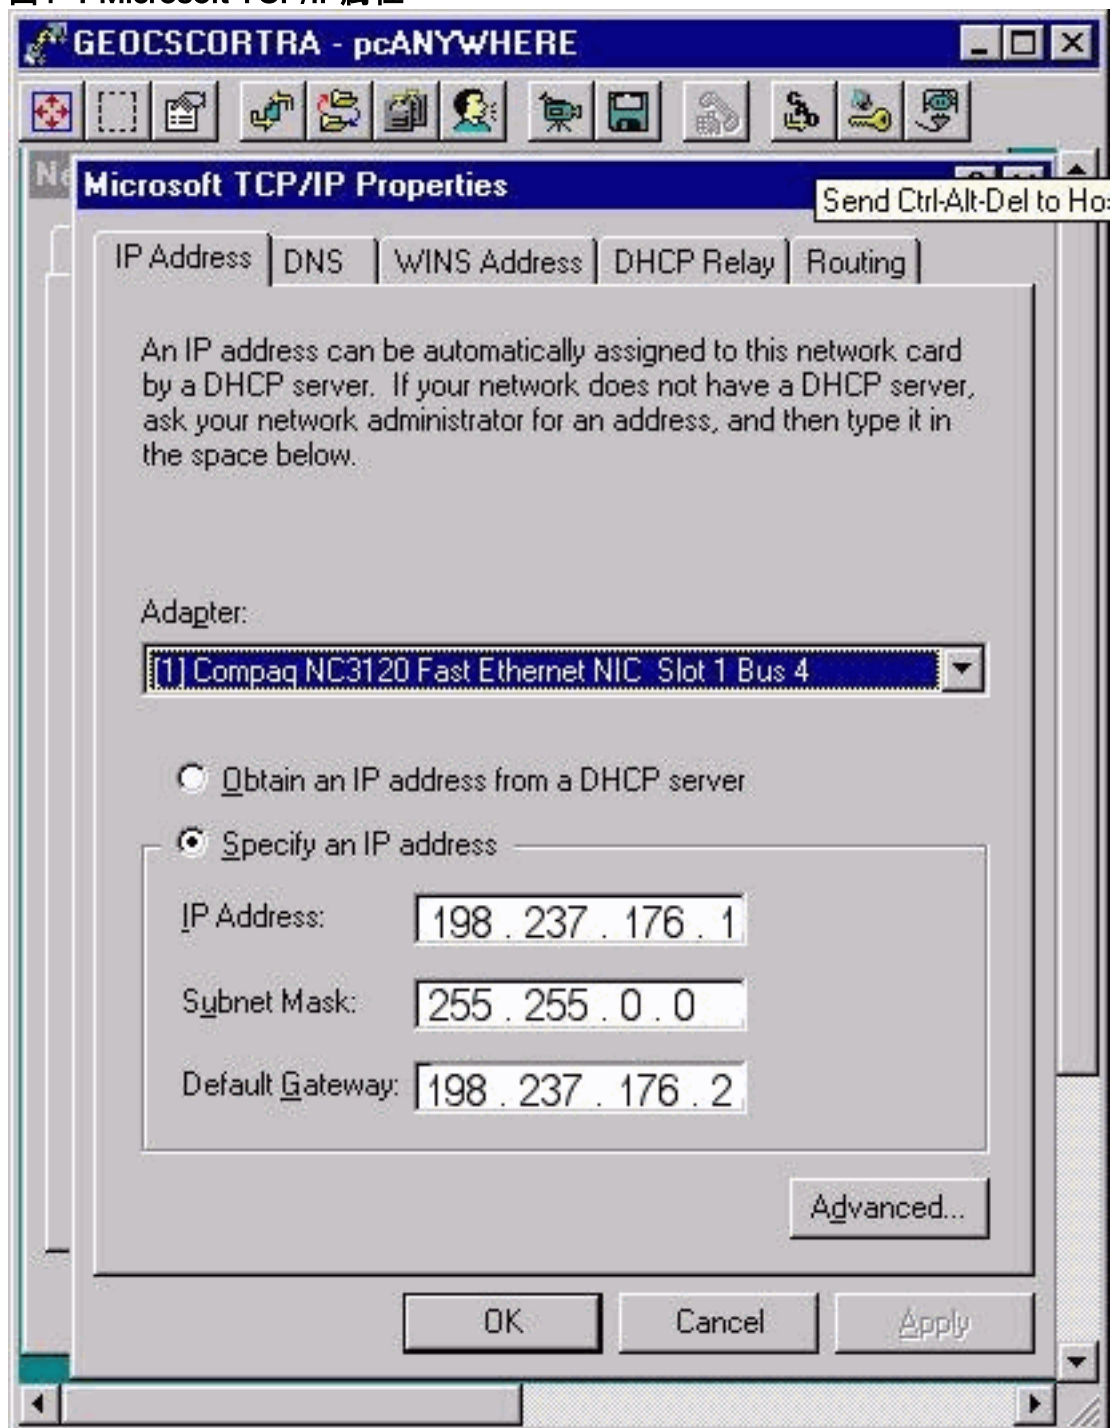 Microsoft TCP/IP
GEOCSCORTRA - pcANYWHERE
Ne
Microsoft TCP/IP Properties
Send Ctrl-Alt-Del to Hos
IP Address
DNS
WINS Address
DHCP Relay
Routing
An IP address can be automatically assigned to this network card
by a DHCP server. If your network does not have a DHCP server,
ask your network administrator for an address, and then type it in
the space below.
Adapter:
[1] Compaq NC3120 Fast Ethernet NIC Slot 1 Bus 4
Obtain an IP address from a DHCP server
Specify an IP address
IP Address: 198 . 237 . 176 . 1
Subnet Mask: 255 . 255 . 0 . 0
Default Gateway: 198 . 237 . 176 . 2
Advanced...
OK
Cancel
Apply